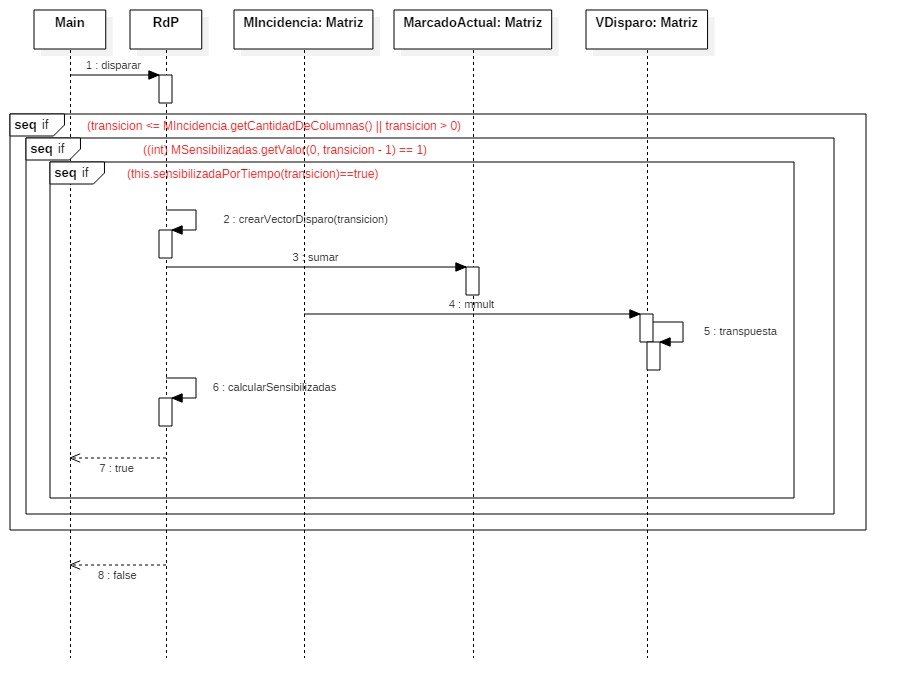 Main
RdP
MIncidencia: Matriz
MarcadoActual: Matriz
VDisparo: Matriz
1 : disparar
seq if
(transicion <= MIncidencia.getCantidadDeColumnas() || transicion > 0)
seq if
((int) MSensibilizadas.getValor(0, transicion - 1) == 1)
seq if
(this.sensibilizadaPorTiempo(transicion)==true)
2 : crearVectorDisparo(transicion)
3 : sumar
4 : mmult
5 : transpuesta
6 : calcularSensibilizadas
7 : true
8 : false